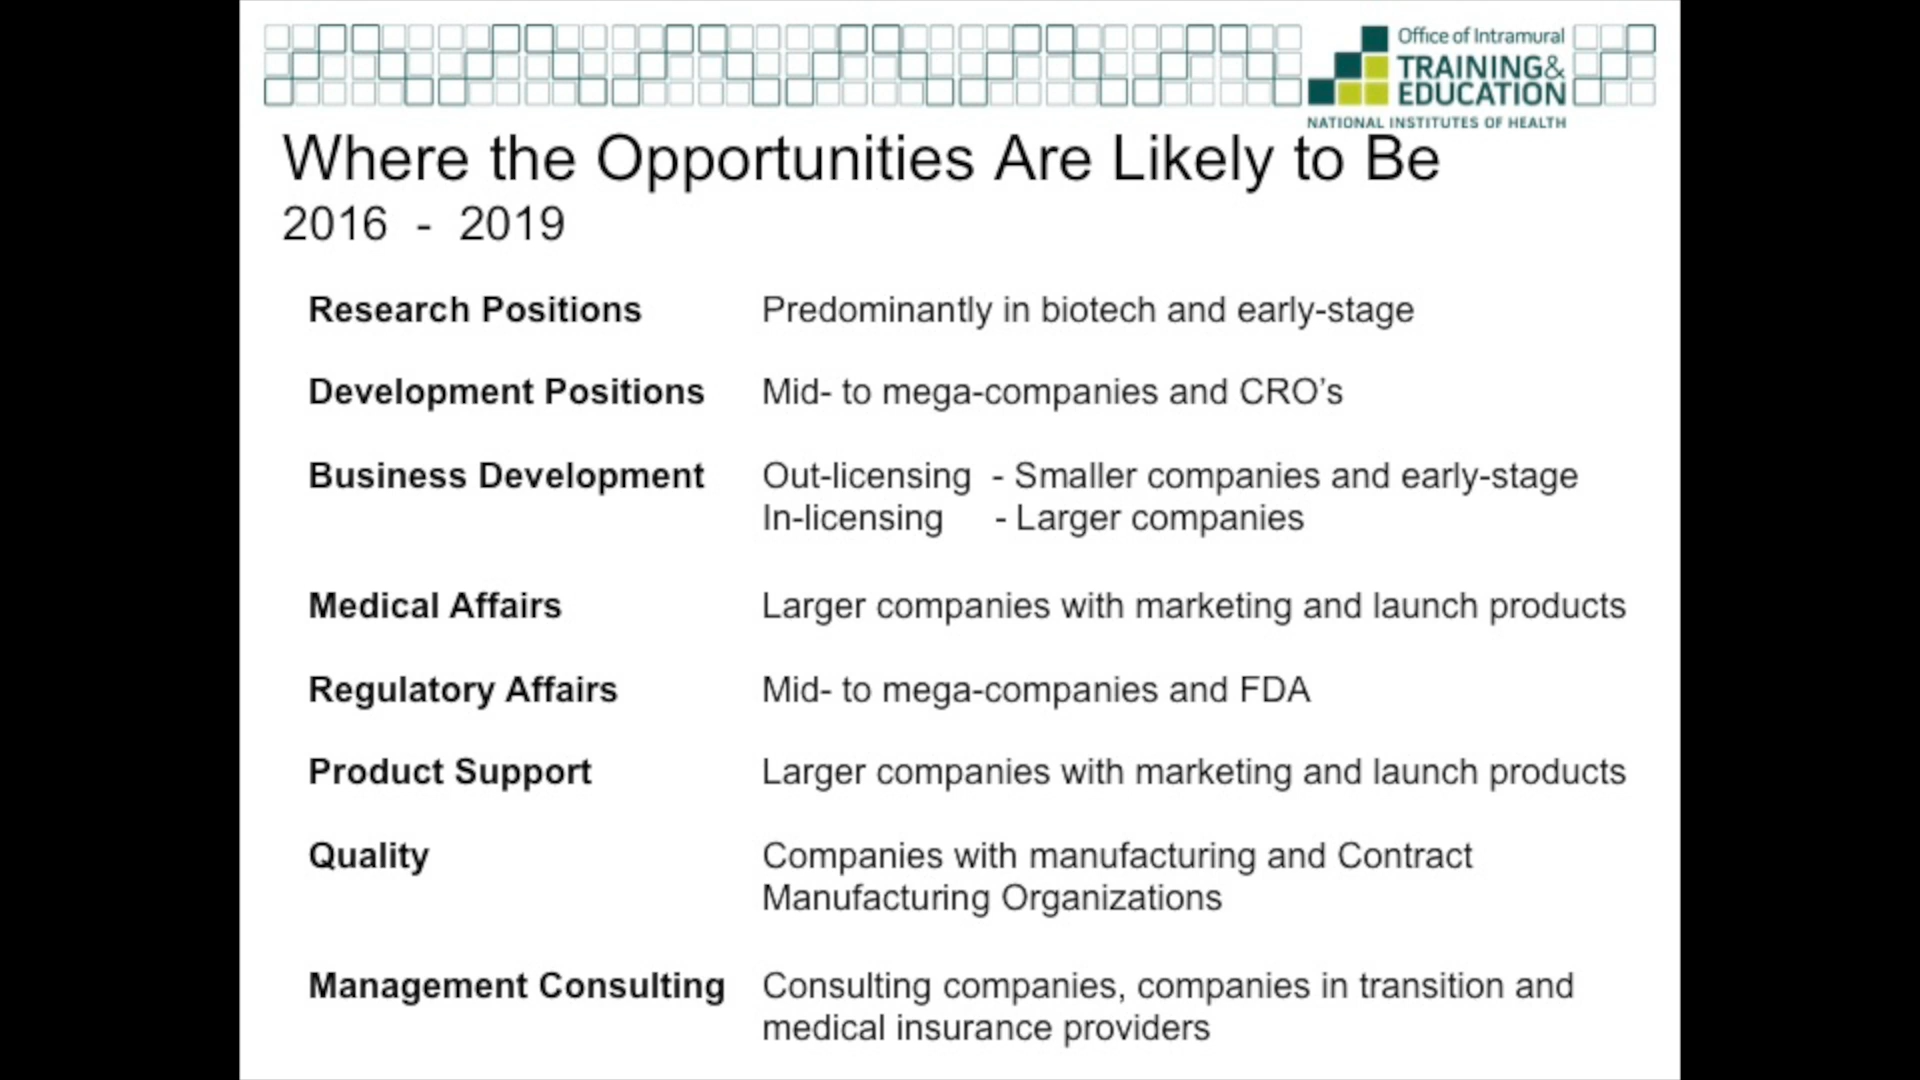 Office of Intramural
TRAINING&
EDUCATION
NATIONAL INSTITUTES OF HEALTH
Where the Opportunities Are Likely to Be
2016 - 2019
Research Positions Predominantly in biotech and early-stage
Development Positions Mid- to mega-companies and CRO’s
Business Development Out-licensing - Smaller companies and early-stage
In-licensing - Larger companies
Medical Affairs Larger companies with marketing and launch products
Regulatory Affairs Mid- to mega-companies and FDA
Product Support Larger companies with marketing and launch products
Quality Companies with manufacturing and Contract
Manufacturing Organizations
Management Consulting Consulting companies, companies in transition and
medical insurance providers